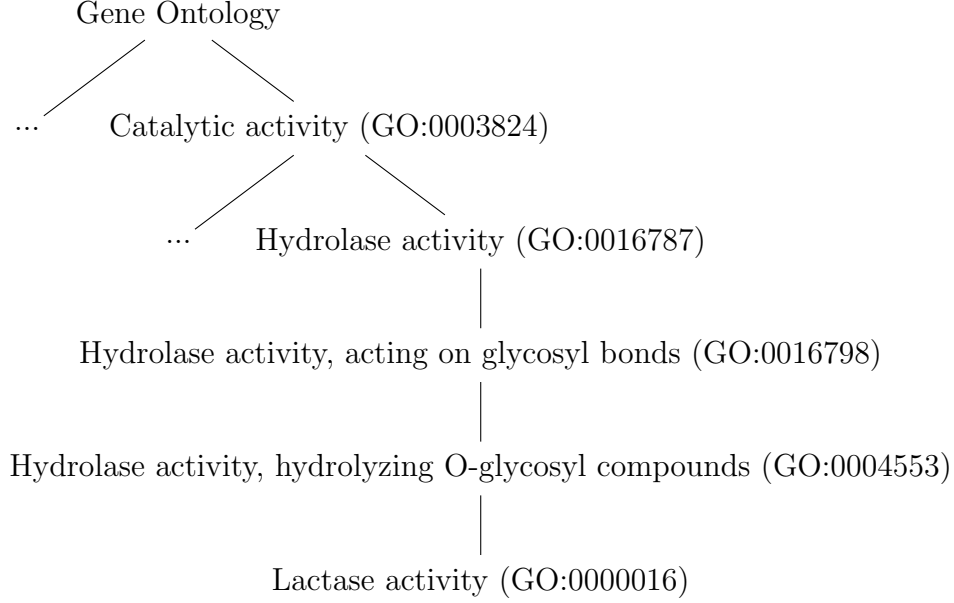 Gene Ontology
...
Catalytic activity (GO:0003824)
...
Hydrolase activity (GO:0016787)
Hydrolase activity, acting on glycosyl bonds (GO:0016798)
Hydrolase activity, hydrolyzing O-glycosyl compounds (GO:0004553)
Lactase activity (GO:0000016)